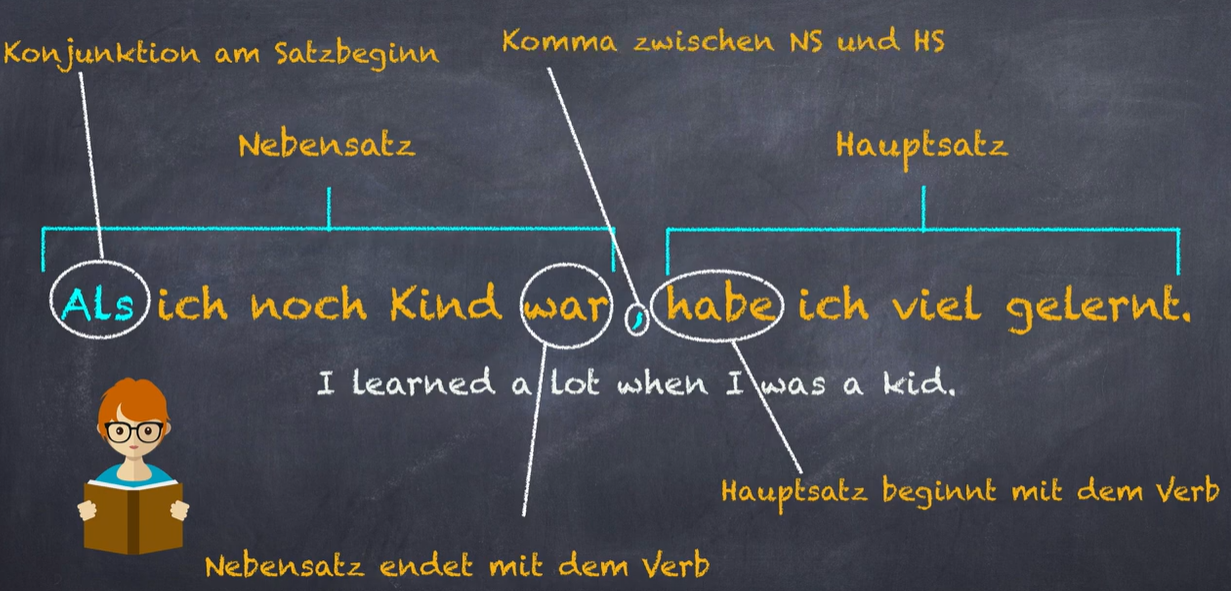 Konjunktion am Satzbeginn
Komma zwischen NS und HS
Nebensatz
Hauptsatz
Als ich noch Kind war, habe ich viel gelernt.
I learned a lot when I was a kid.
Hauptsatz beginnt mit dem Verb
Nebensatz endet mit dem Verb